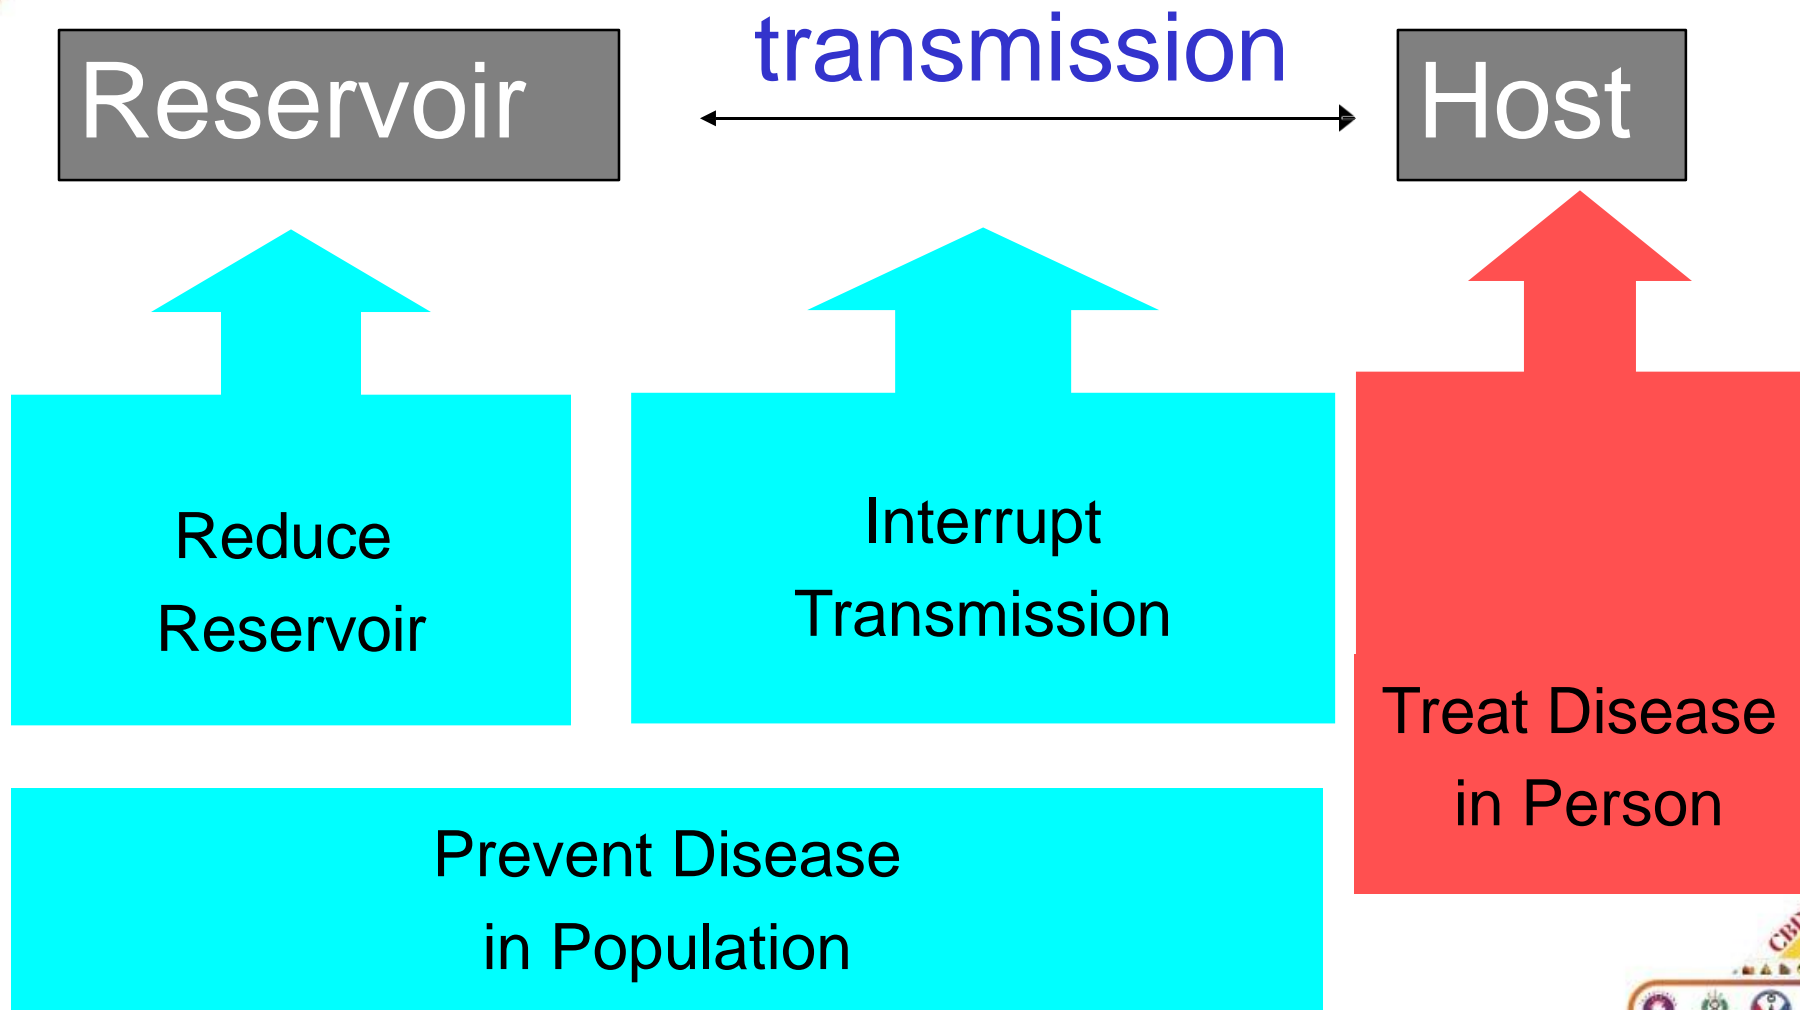 transmission
Reservoir
Host
Reduce
Reservoir
Interrupt
Transmission
Treat Disease
in Person
Prevent Disease
in Population